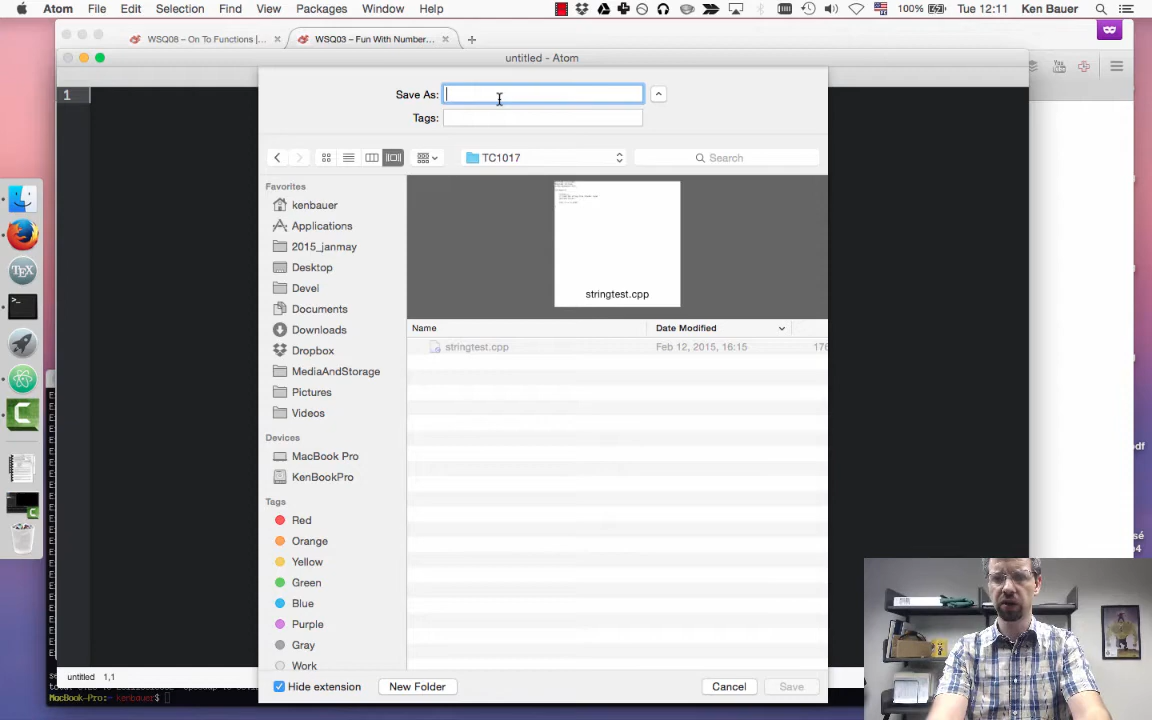 Atom File Edit Selection Find View Packages Window Help 100% Tue 12:11 Ken Bauer
WSQ08 – On To Functions |... × WSQ03 – Fun With Number... × +
untitled - Atom
1
Save As:
Tags:
TC1017
Search
Favorites
kenbauer
Applications
2015_janmay
Desktop
Devel
Documents
Downloads
Dropbox
MediaAndStorage
Pictures
Videos
Devices
MacBook Pro
KenBookPro
Tags
Red
Orange
Yellow
Green
Blue
Purple
Gray
Work
stringtest.cpp
Name Date Modified
stringtest.cpp Feb 12, 2015, 16:15 176
Hide extension New Folder Cancel Save
untitled 1,1
MacBook-Pro:~ kenbauer$